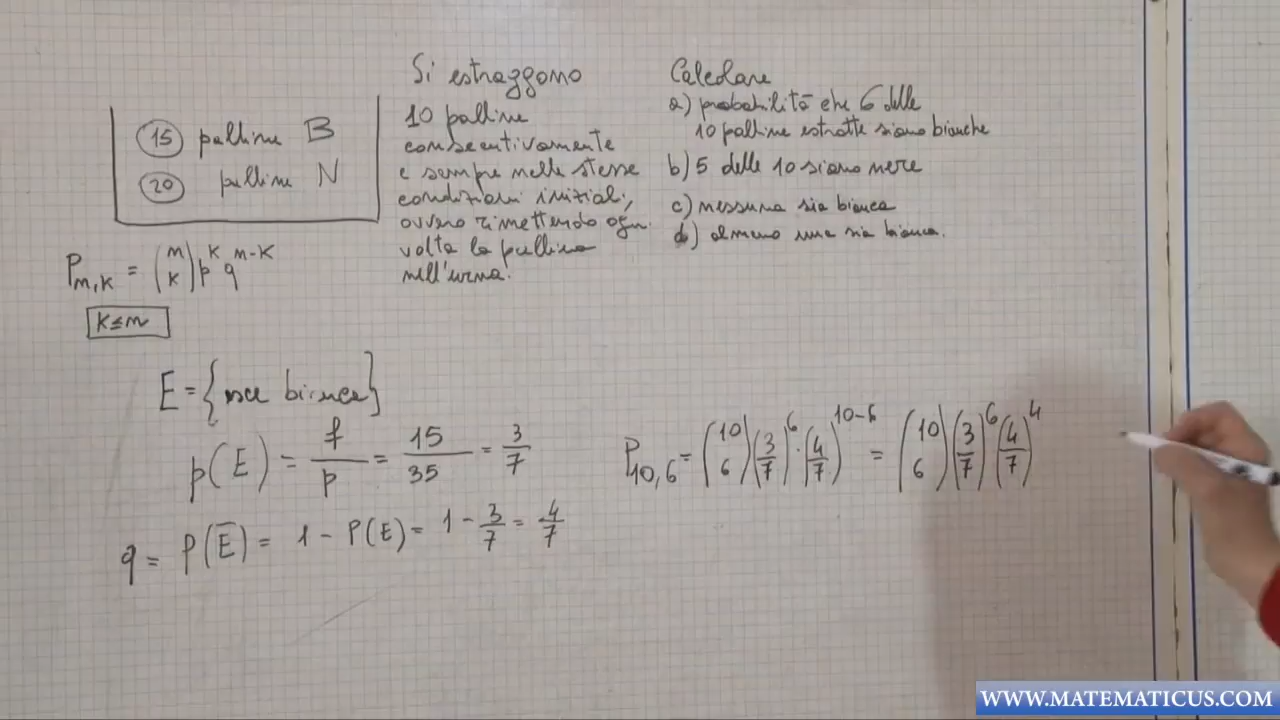 15 palline B
20 palline N
Si estraggono
10 palline
consecutivamente
e sempre nelle stesse
condizioni iniziali,
ovvero rimettendo ogni
volta la pallina
nell'urna.
Calcolare
a) probabilità che 6 delle
10 palline estratte siano bianche
b) 5 delle 10 siano nere
c) nessuna sia bianca
d) almeno una sia bianca.
P_{n,k} = \binom{n}{k} p^k q^{n-k}
k≤n
E = {esce bianca}
p(E) = f/p = 15/35 = 3/7
P_{10,6} = \binom{10}{6} (3/7)^6 · (4/7)^{10-6} = \binom{10}{6} (3/7)^6 (4/7)^4
q = P(\overline{E}) = 1 - P(E) = 1 - 3/7 = 4/7
WWW.MATEMATICUS.COM